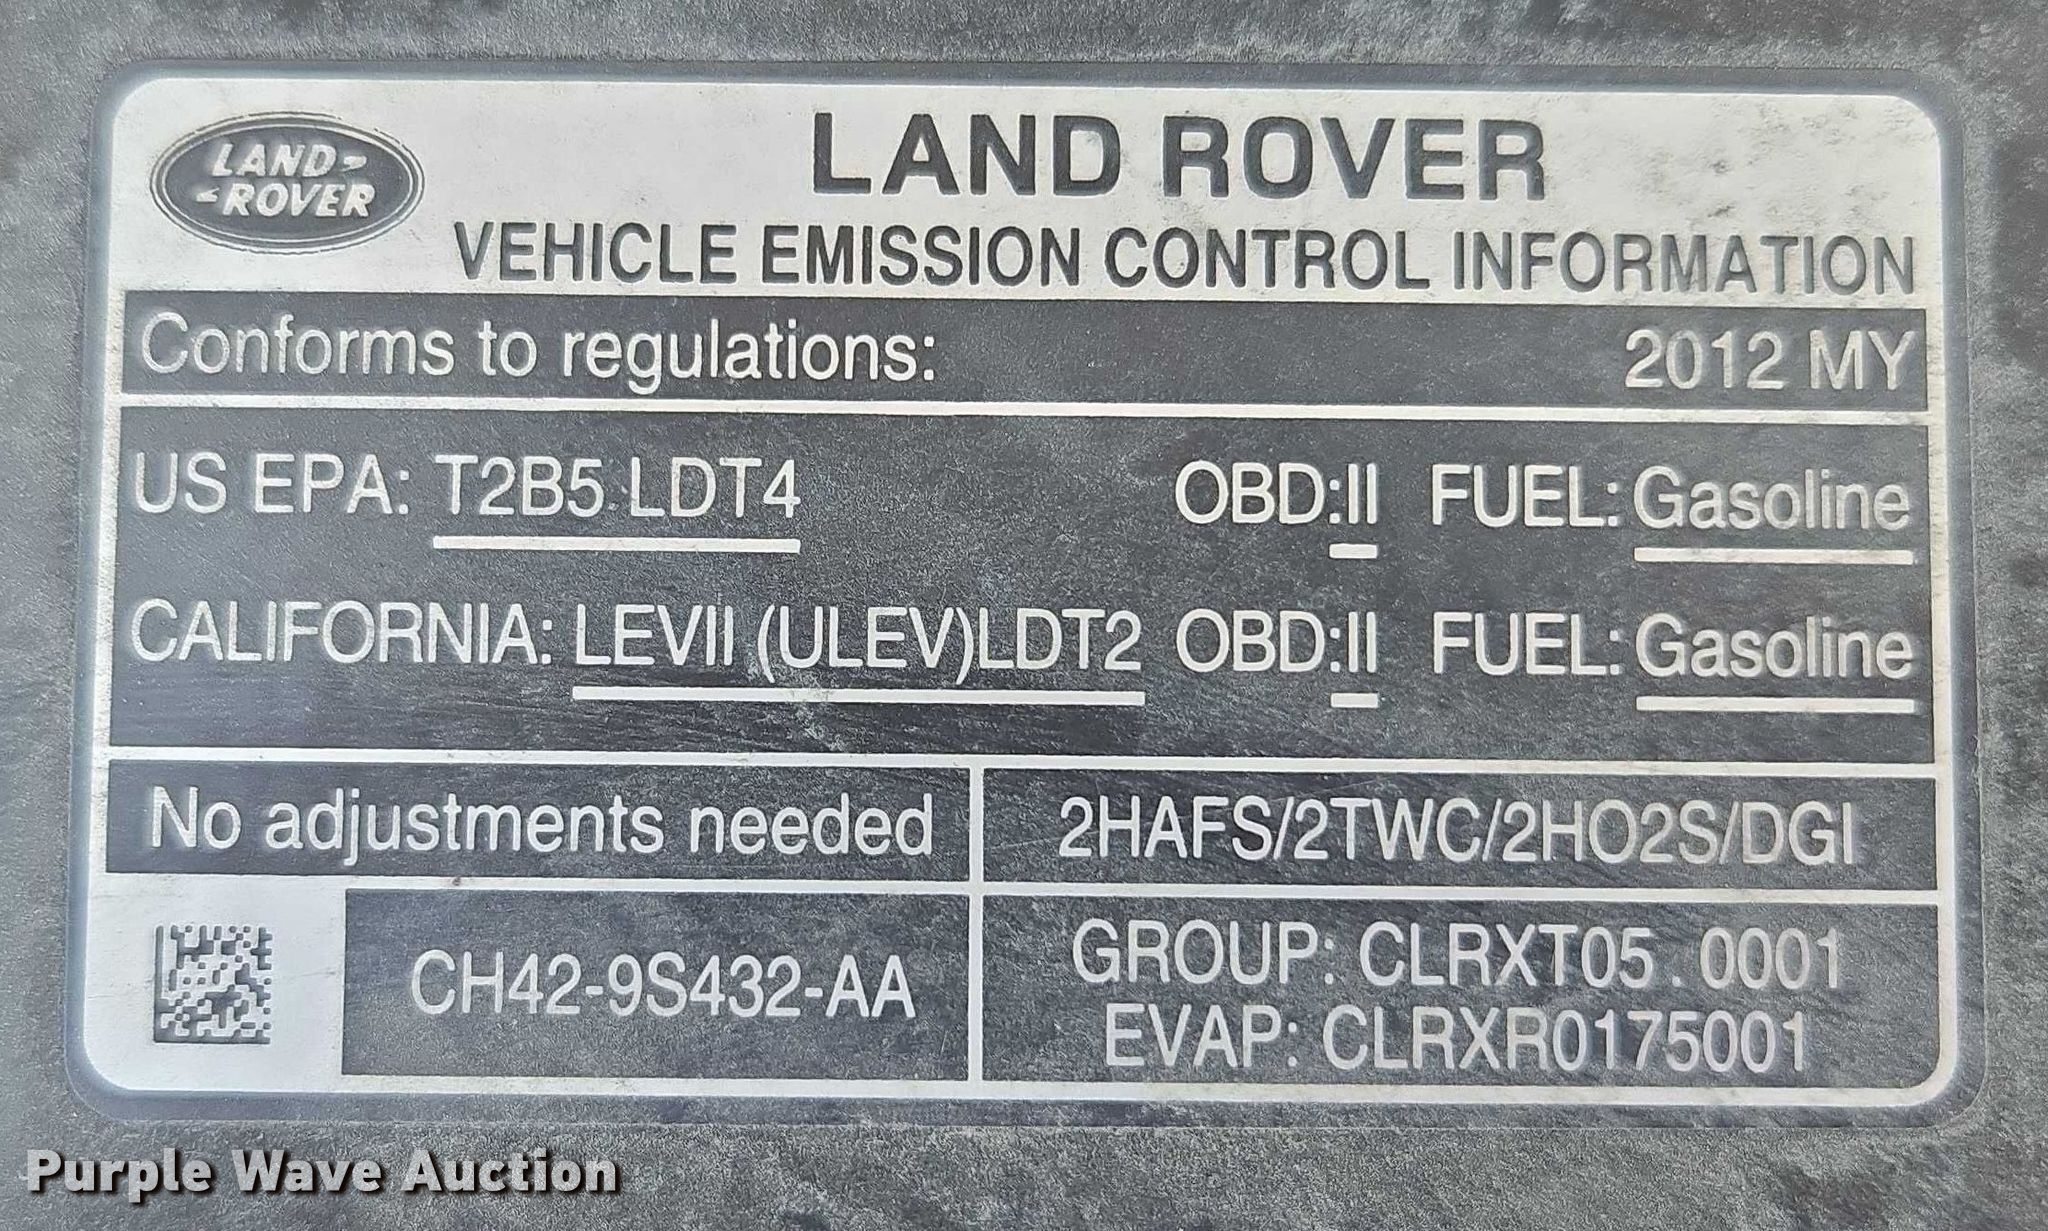 LAND ROVER
LAND-
-ROVER
VEHICLE EMISSION CONTROL INFORMATION
Conforms to regulations: 2012 MY
US EPA: T2B5 LDT4 OBD:II FUEL: Gasoline
CALIFORNIA: LEVII (ULEV)LDT2 OBD:II FUEL: Gasoline
No adjustments needed 2HAFS/2TWC/2HO2S/DGI
CH42-9S432-AA
GROUP: CLRXT05.0001
EVAP: CLRXR0175001
Purple Wave Auction